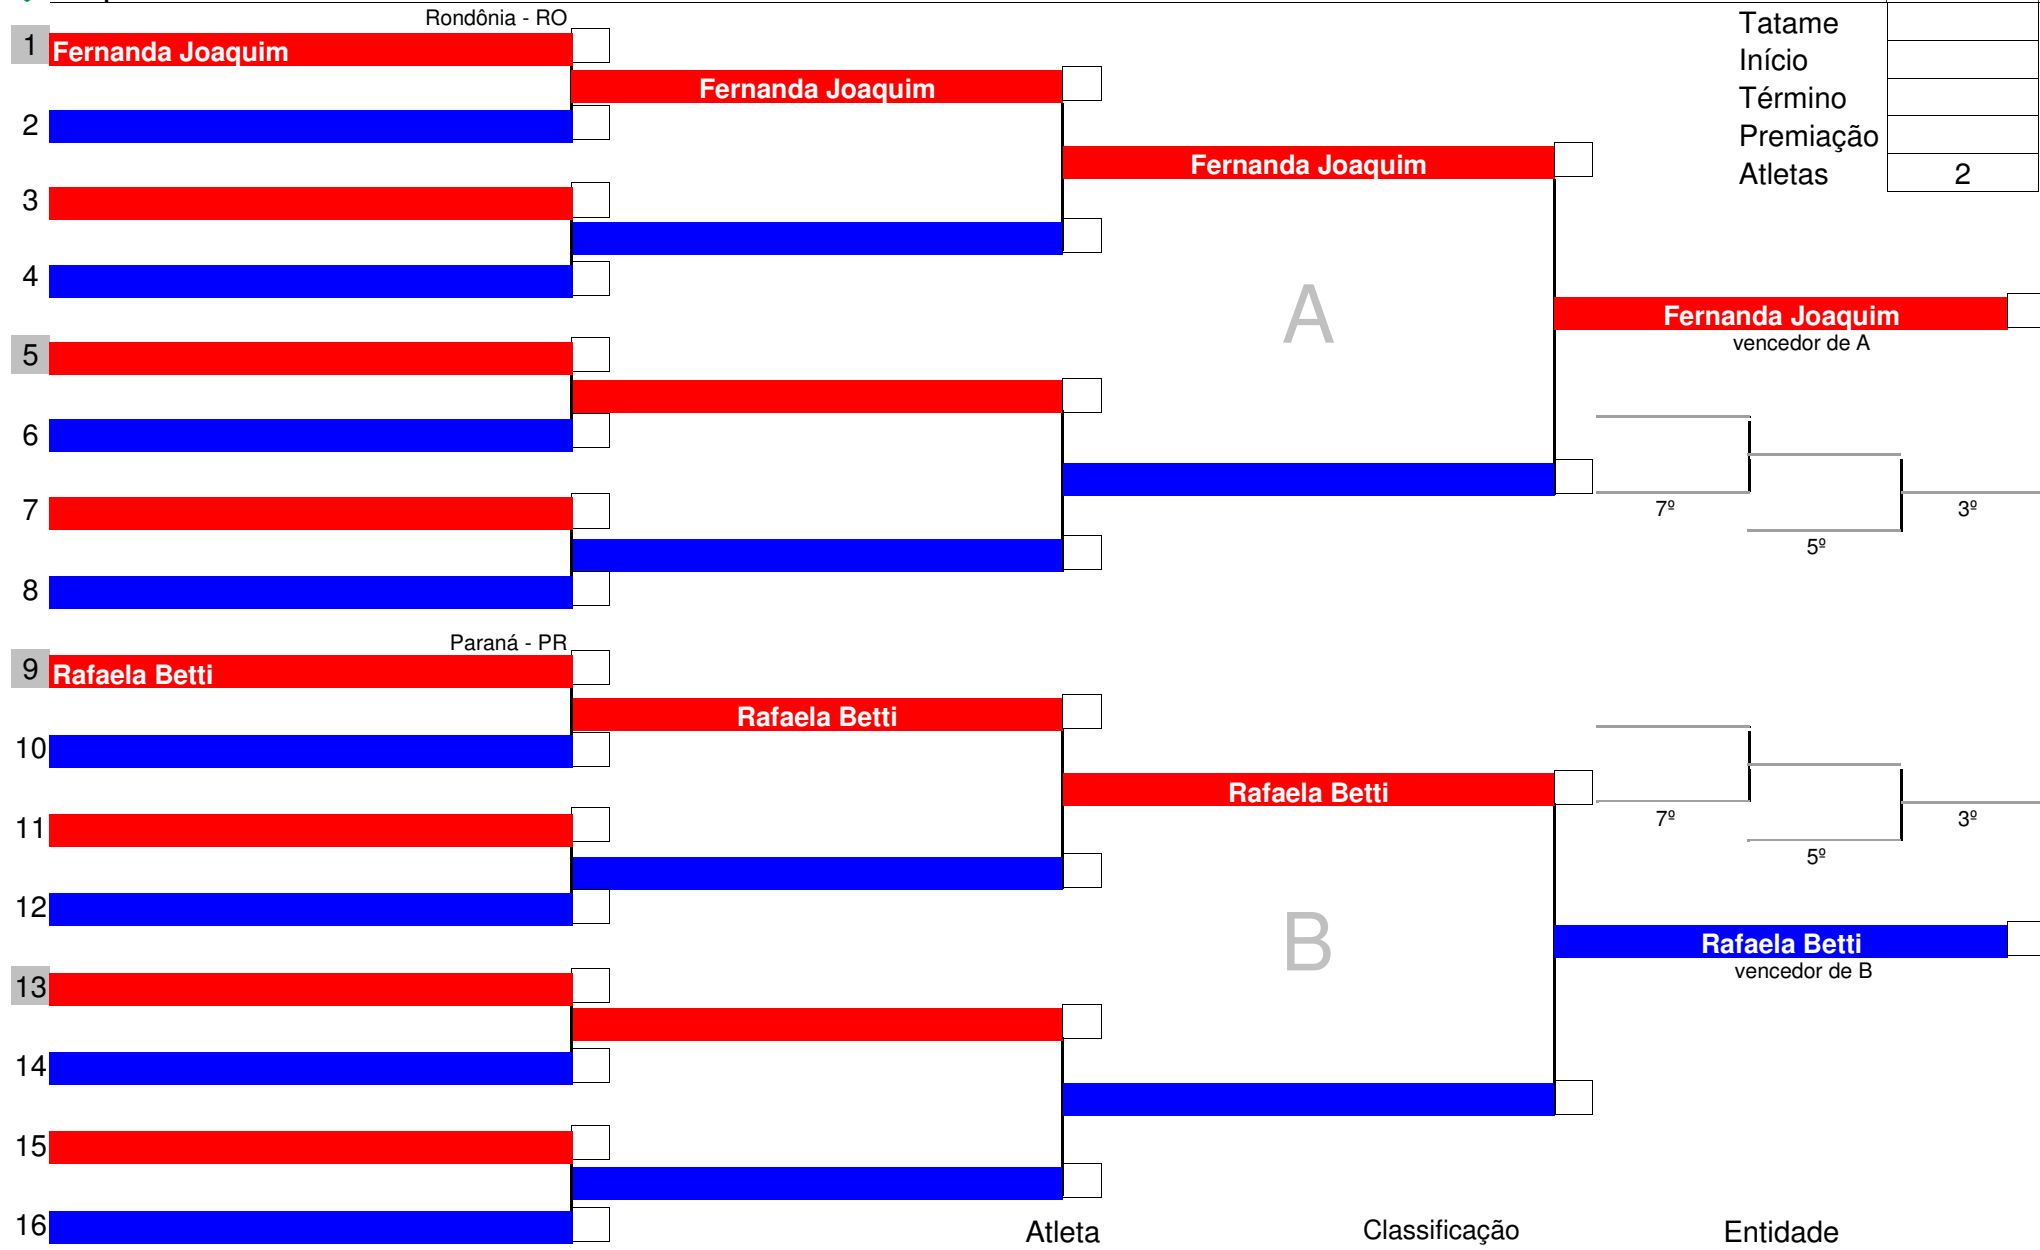 Rondônia - RO
Tatame
1 Fernanda Joaquim
Início
Fernanda Joaquim
Término
2
Premiação
Fernanda Joaquim
Atletas 2
3
4
A
Fernanda Joaquim
vencedor de A
5
6
7
7º 3º
5º
8
Paraná - PR
9 Rafaela Betti
Rafaela Betti
10
Rafaela Betti
7º 3º
11
5º
12
B
Rafaela Betti
vencedor de B
13
14
15
16
Atleta Classificação Entidade